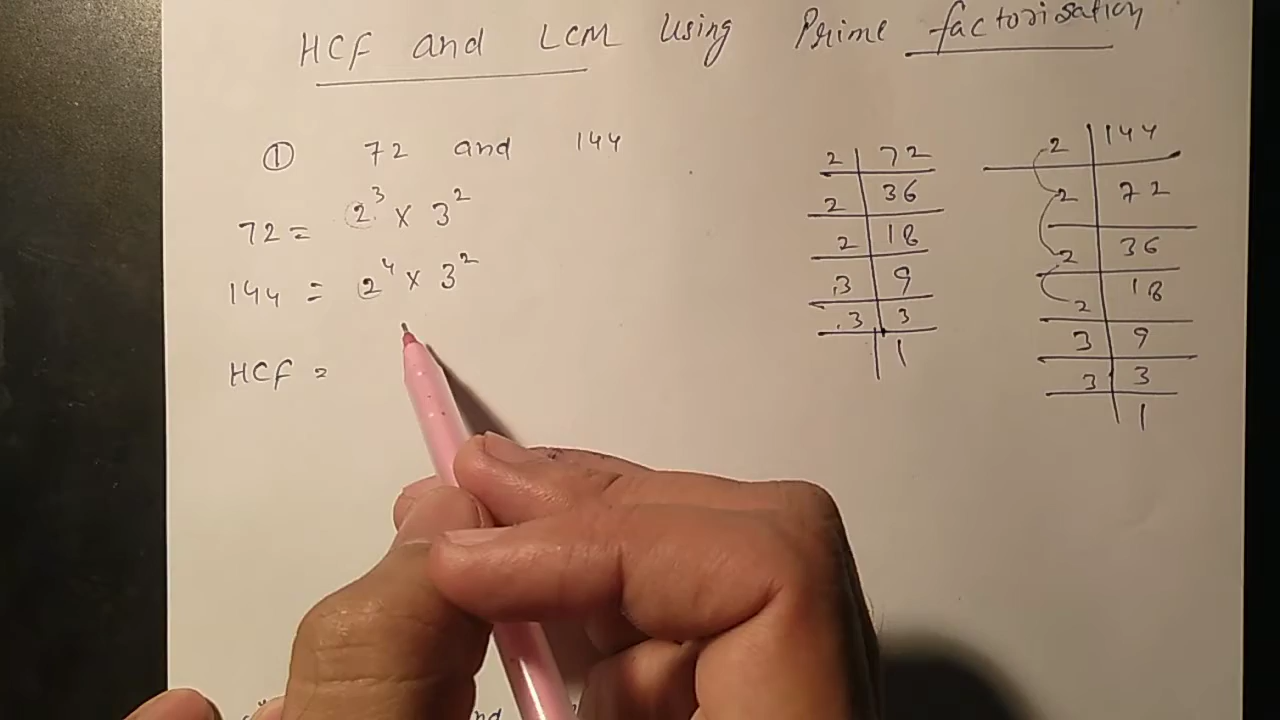 HCF and LCM Using Prime factorisation
① 72 and 144
72 = 2³ × 3²
144 = 2⁴ × 3²
HCF =
2 | 72
2 | 36
2 | 18
3 | 9
3 | 3
| 1
2 | 144
2 | 72
2 | 36
2 | 18
3 | 9
3 | 3
| 1